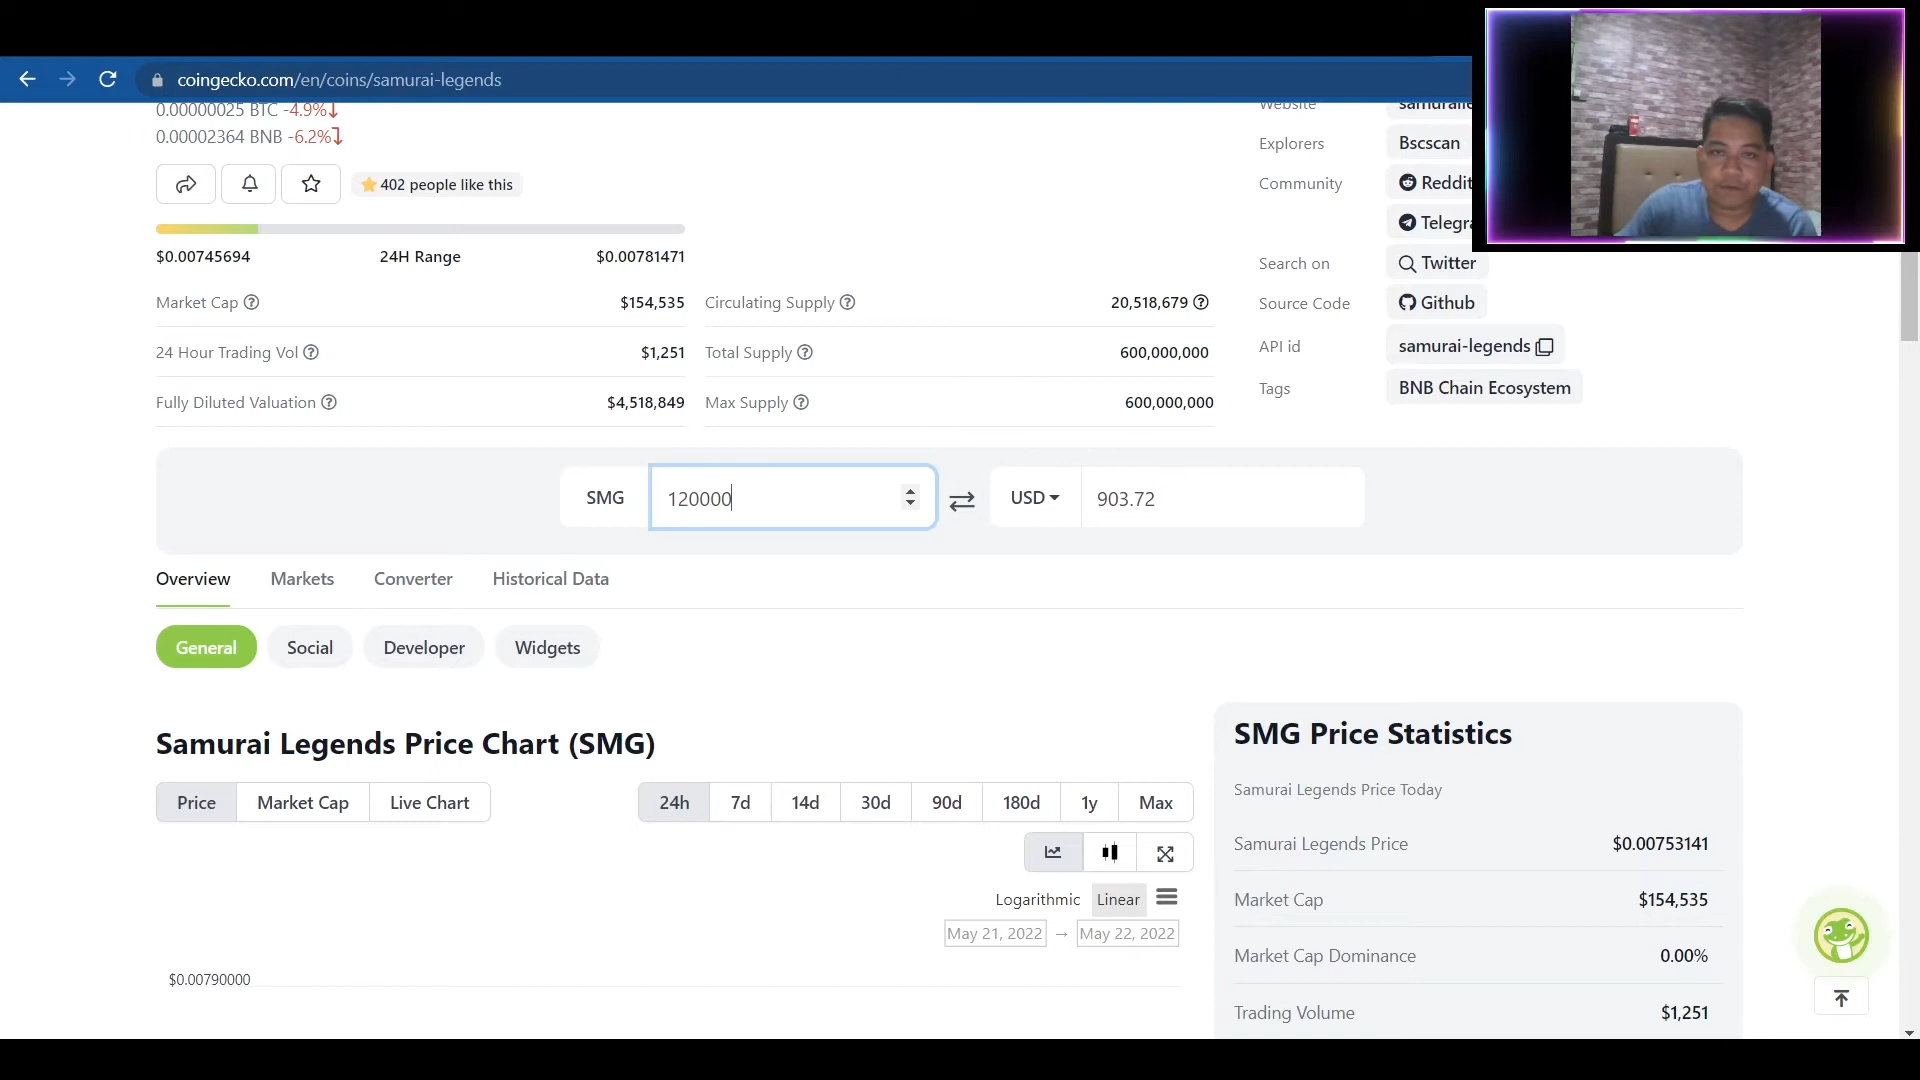 coingecko.com/en/coins/samurai-legends
0.00000025 BTC -4.9%
0.00002364 BNB -6.2%
402 people like this
$0.00745694 24H Range $0.00781471
Market Cap $154,535
24 Hour Trading Vol $1,251
Fully Diluted Valuation $4,518,849
Circulating Supply 20,518,679
Total Supply 600,000,000
Max Supply 600,000,000
Website
Explorers Bscscan
Community Reddit
Search on Twitter
Source Code Github
API id samurai-legends
Tags BNB Chain Ecosystem
SMG 120000 USD 903.72
Overview Markets Converter Historical Data
General Social Developer Widgets
Samurai Legends Price Chart (SMG)
Price Market Cap Live Chart
24h 7d 14d 30d 90d 180d 1y Max
Logarithmic Linear
May 21, 2022 → May 22, 2022
$0.00790000
SMG Price Statistics
Samurai Legends Price Today
Samurai Legends Price $0.00753141
Market Cap $154,535
Market Cap Dominance 0.00%
Trading Volume $1,251